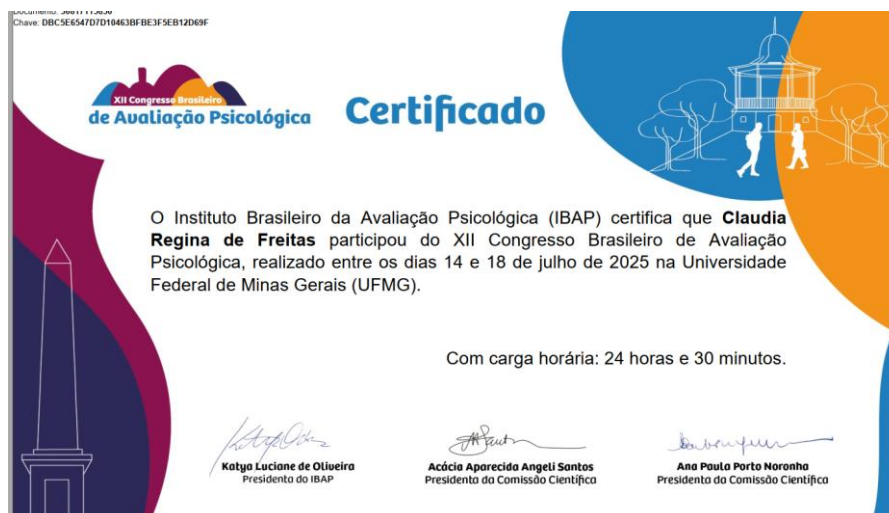 Chave: DBC5E6547D7D10463BFBE3F5EB12D69F
XII Congresso Brasileiro
de Avaliação Psicológica
Certificado
O Instituto Brasileiro da Avaliação Psicológica (IBAP) certifica que Claudia
Regina de Freitas participou do XII Congresso Brasileiro de Avaliação
Psicológica, realizado entre os dias 14 e 18 de julho de 2025 na Universidade
Federal de Minas Gerais (UFMG).
Com carga horária: 24 horas e 30 minutos.
Katya Luciane de Oliveira
Presidenta do IBAP
Acácia Aparecida Angeli Santos
Presidenta da Comissão Científica
Ana Paula Porto Noronha
Presidenta da Comissão Científica